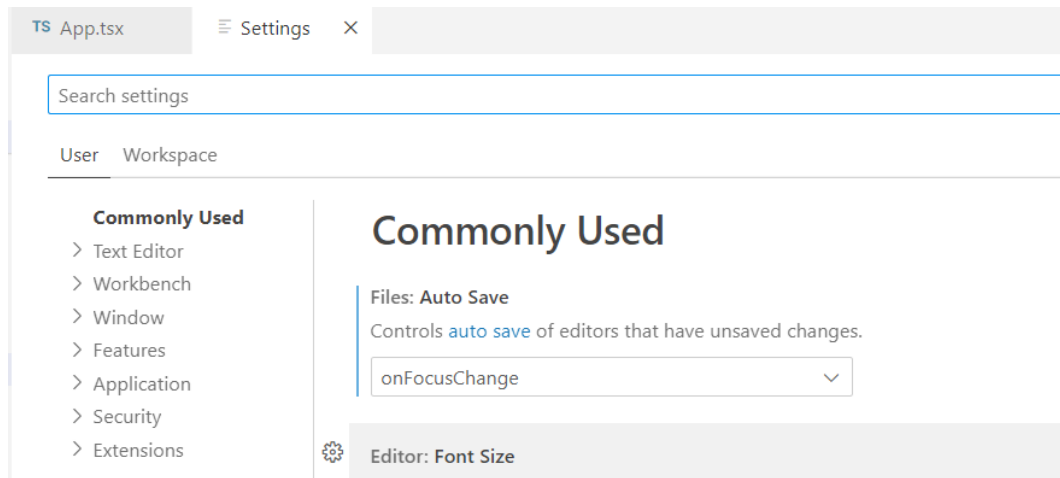 TS App.tsx
Settings
Search settings
User Workspace
Commonly Used
Text Editor
Workbench
Window
Features
Application
Security
Extensions
Commonly Used
Files: Auto Save
Controls auto save of editors that have unsaved changes.
onFocusChange
Editor: Font Size